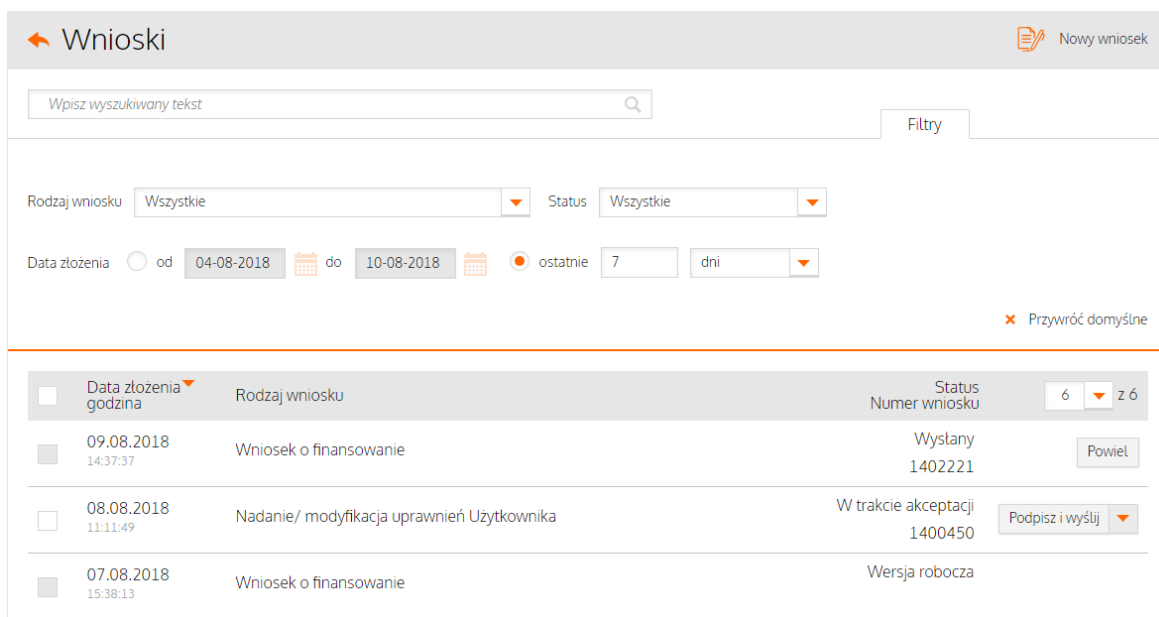 Wnioski
Nowy wniosek
Wpisz wyszukiwany tekst
Filtry
Rodzaj wniosku Wszystkie Status Wszystkie
Data złożenia od 04-08-2018 do 10-08-2018 ostatnie 7 dni
Przywróć domyślne
Data złożenia
godzina
Rodzaj wniosku
Status
Numer wniosku
6 z 6
09.08.2018
14:37:37
Wniosek o finansowanie
Wysłany
1402221
Powiel
08.08.2018
11:11:49
Nadanie/ modyfikacja uprawnień Użytkownika
W trakcie akceptacji
1400450
Podpisz i wyślij
07.08.2018
15:38:13
Wniosek o finansowanie
Wersja robocza